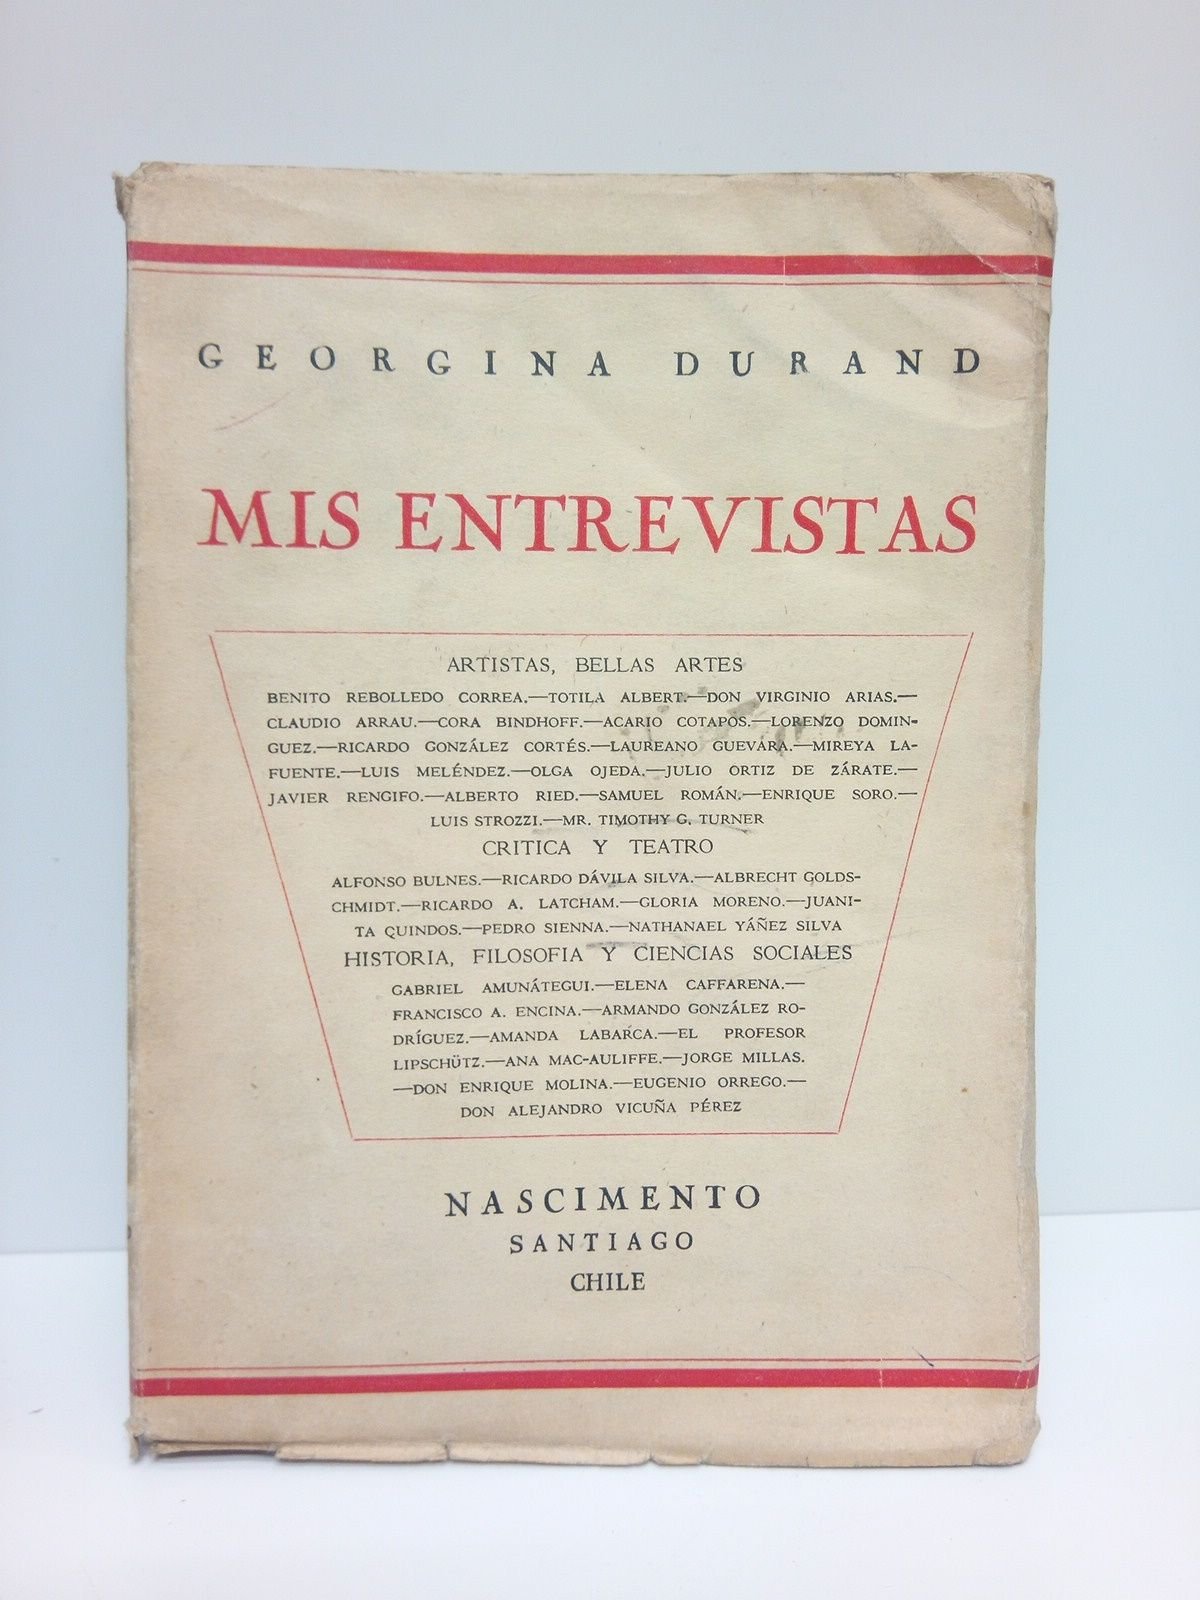 GEORGINA DURAND
MIS ENTREVISTAS
ARTISTAS, BELLAS ARTES
BENITO REBOLLEDO CORREA.—TOTILA ALBERT.—DON VIRGINIO ARIAS.—
CLAUDIO ARRAU.—CORA BINDHOFF.—ACARIO COTAPOS.—LORENZO DOMIN-
GUEZ.—RICARDO GONZÁLEZ CORTÉS.—LAUREANO GUEVARA.—MIREYA LA-
FUENTE.—LUIS MELÉNDEZ.—OLGA OJEDA.—JULIO ORTIZ DE ZÁRATE.—
JAVIER RENGIFO.—ALBERTO RIED.—SAMUEL ROMÁN.—ENRIQUE SORO.—
LUIS STROZZI.—MR. TIMOTHY G. TURNER
CRITICA Y TEATRO
ALFONSO BULNES.—RICARDO DÁVILA SILVA.—ALBRECHT GOLDS-
CHMIDT.—RICARDO A. LATCHAM.—GLORIA MORENO.—JUANI-
TA QUINDOS.—PEDRO SIENNA.—NATHANAEL YÁÑEZ SILVA
HISTORIA, FILOSOFIA Y CIENCIAS SOCIALES
GABRIEL AMUNÁTEGUI.—ELENA CAFFARENA.—
FRANCISCO A. ENCINA.—ARMANDO GONZÁLEZ RO-
DRÍGUEZ.—AMANDA LABARCA.—EL PROFESOR
LIPSCHÜTZ.—ANA MAC-AULIFFE.—JORGE MILLAS.
—DON ENRIQUE MOLINA.—EUGENIO ORREGO.—
DON ALEJANDRO VICUÑA PÉREZ
NASCIMENTO
SANTIAGO
CHILE